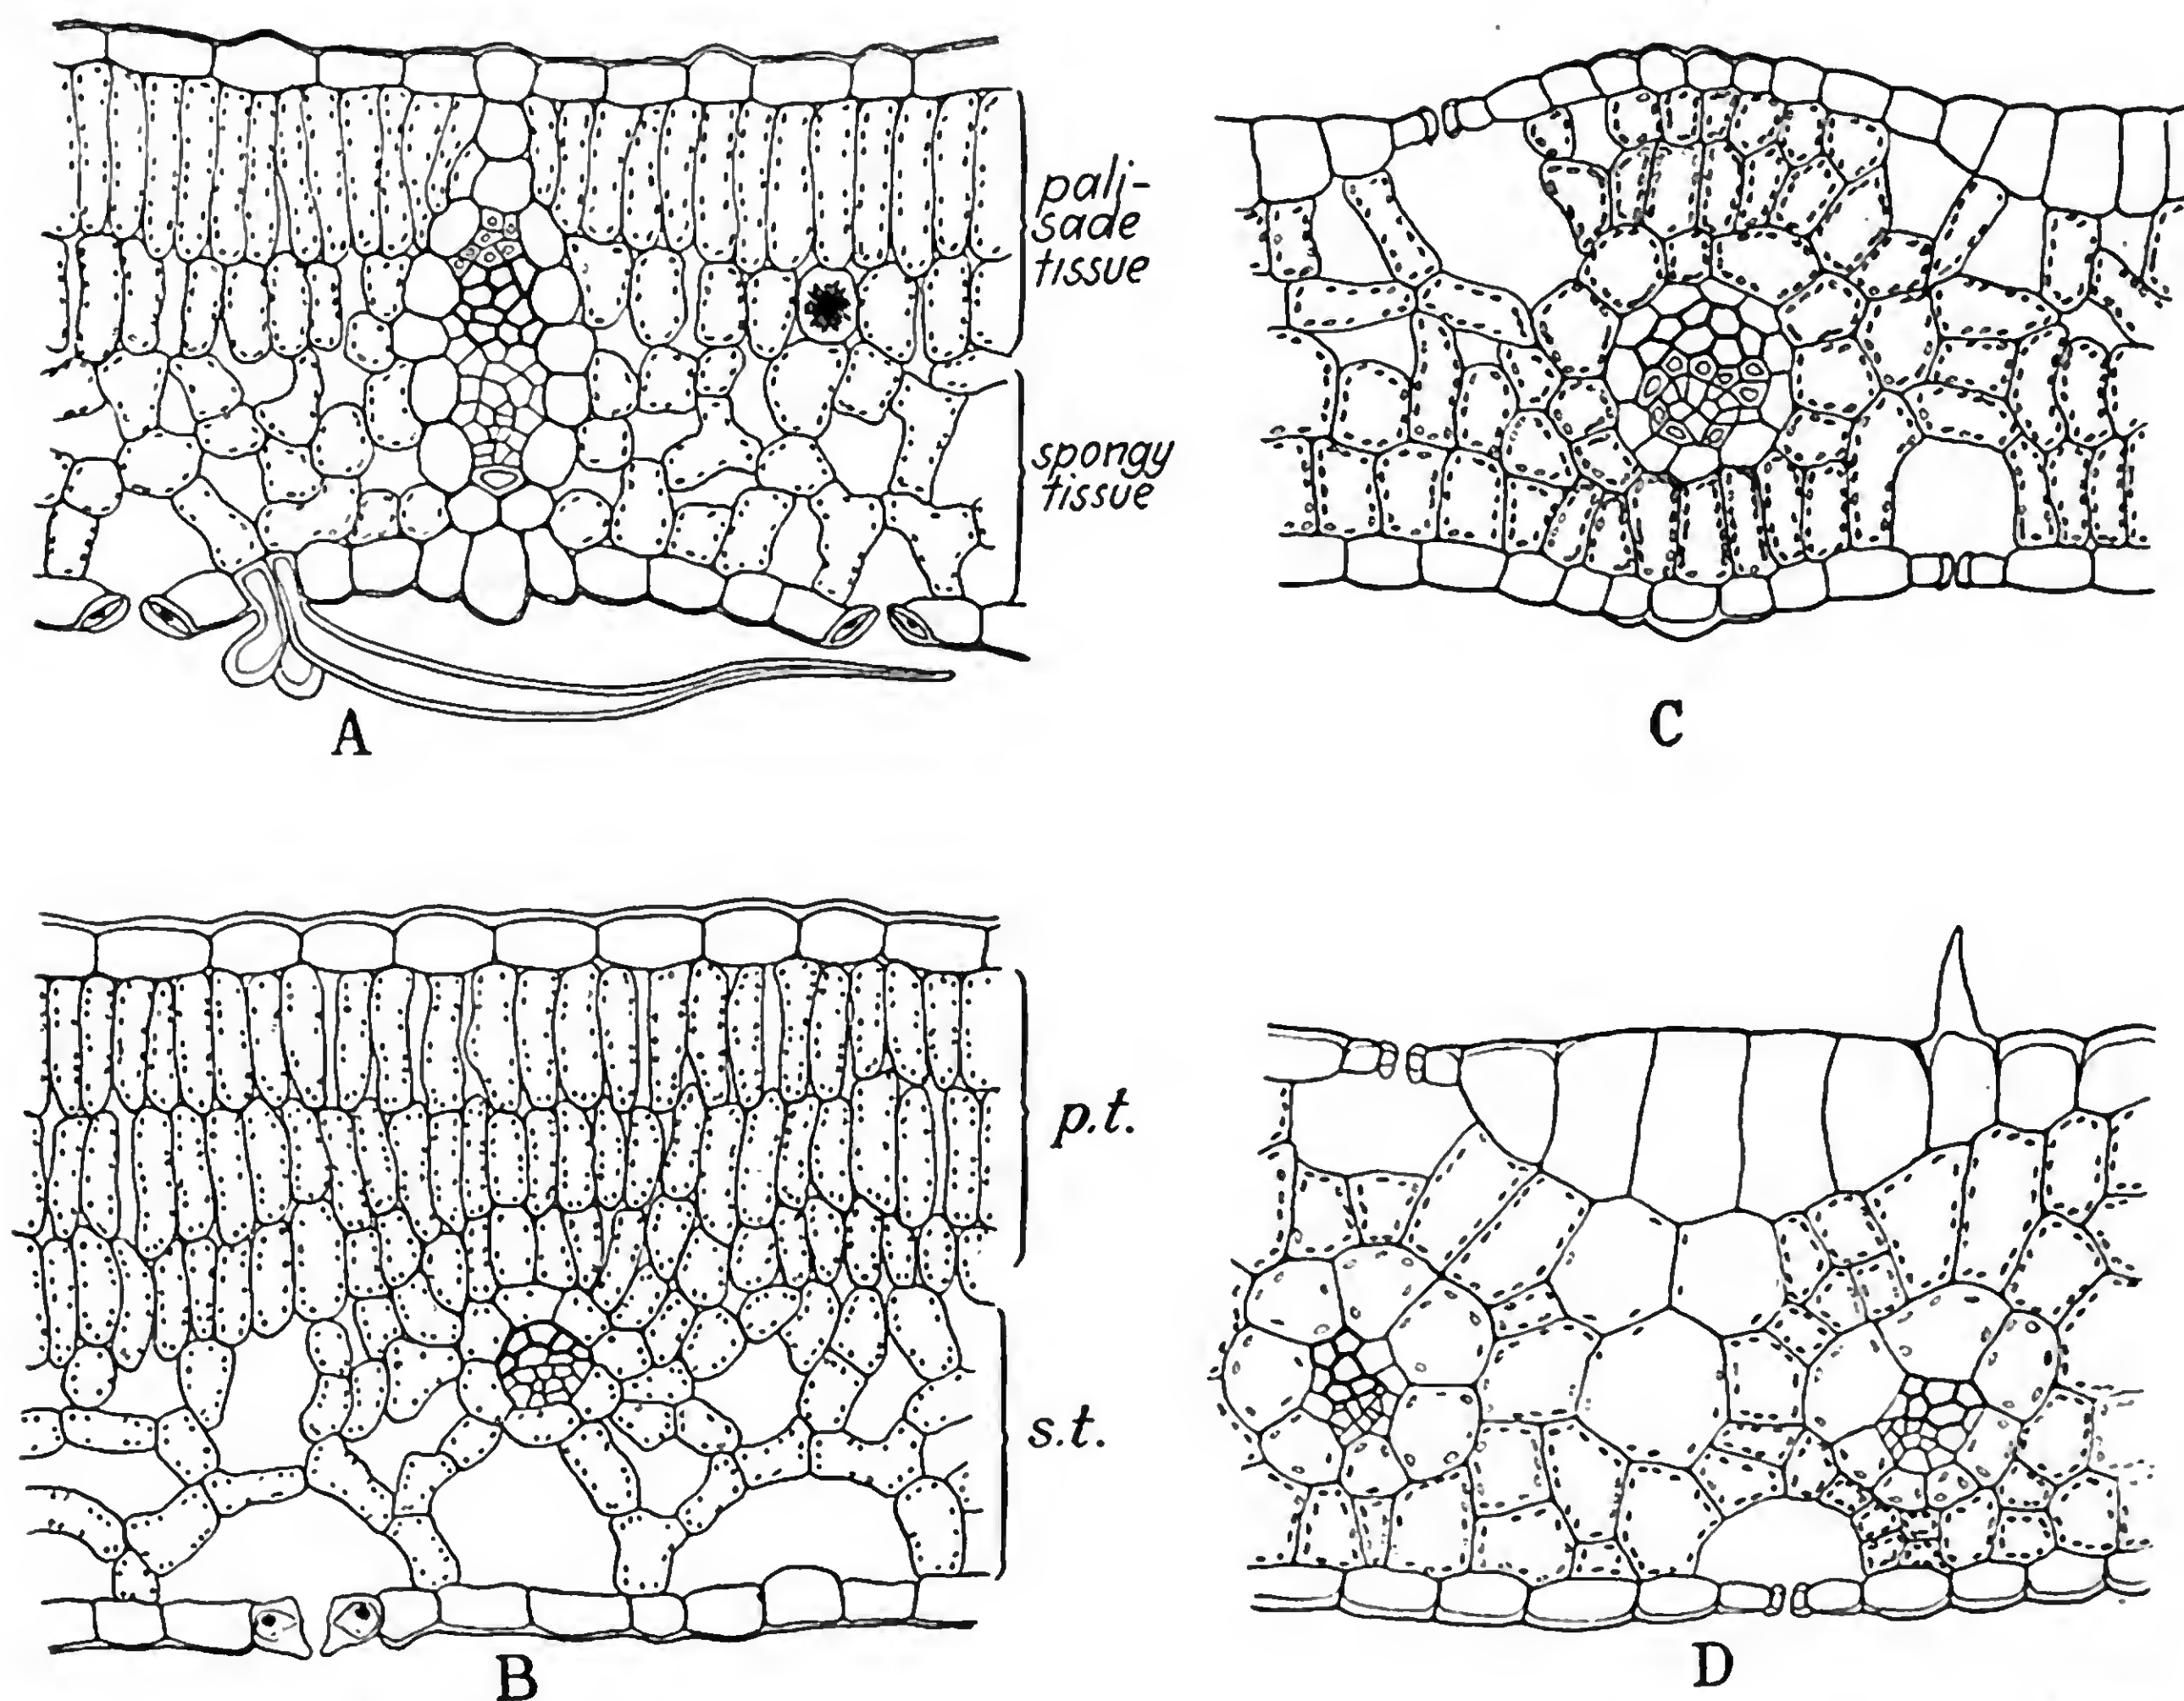 pali-
sade
tissue
spongy
tissue
A
C
p.t.
s.t.
B
D